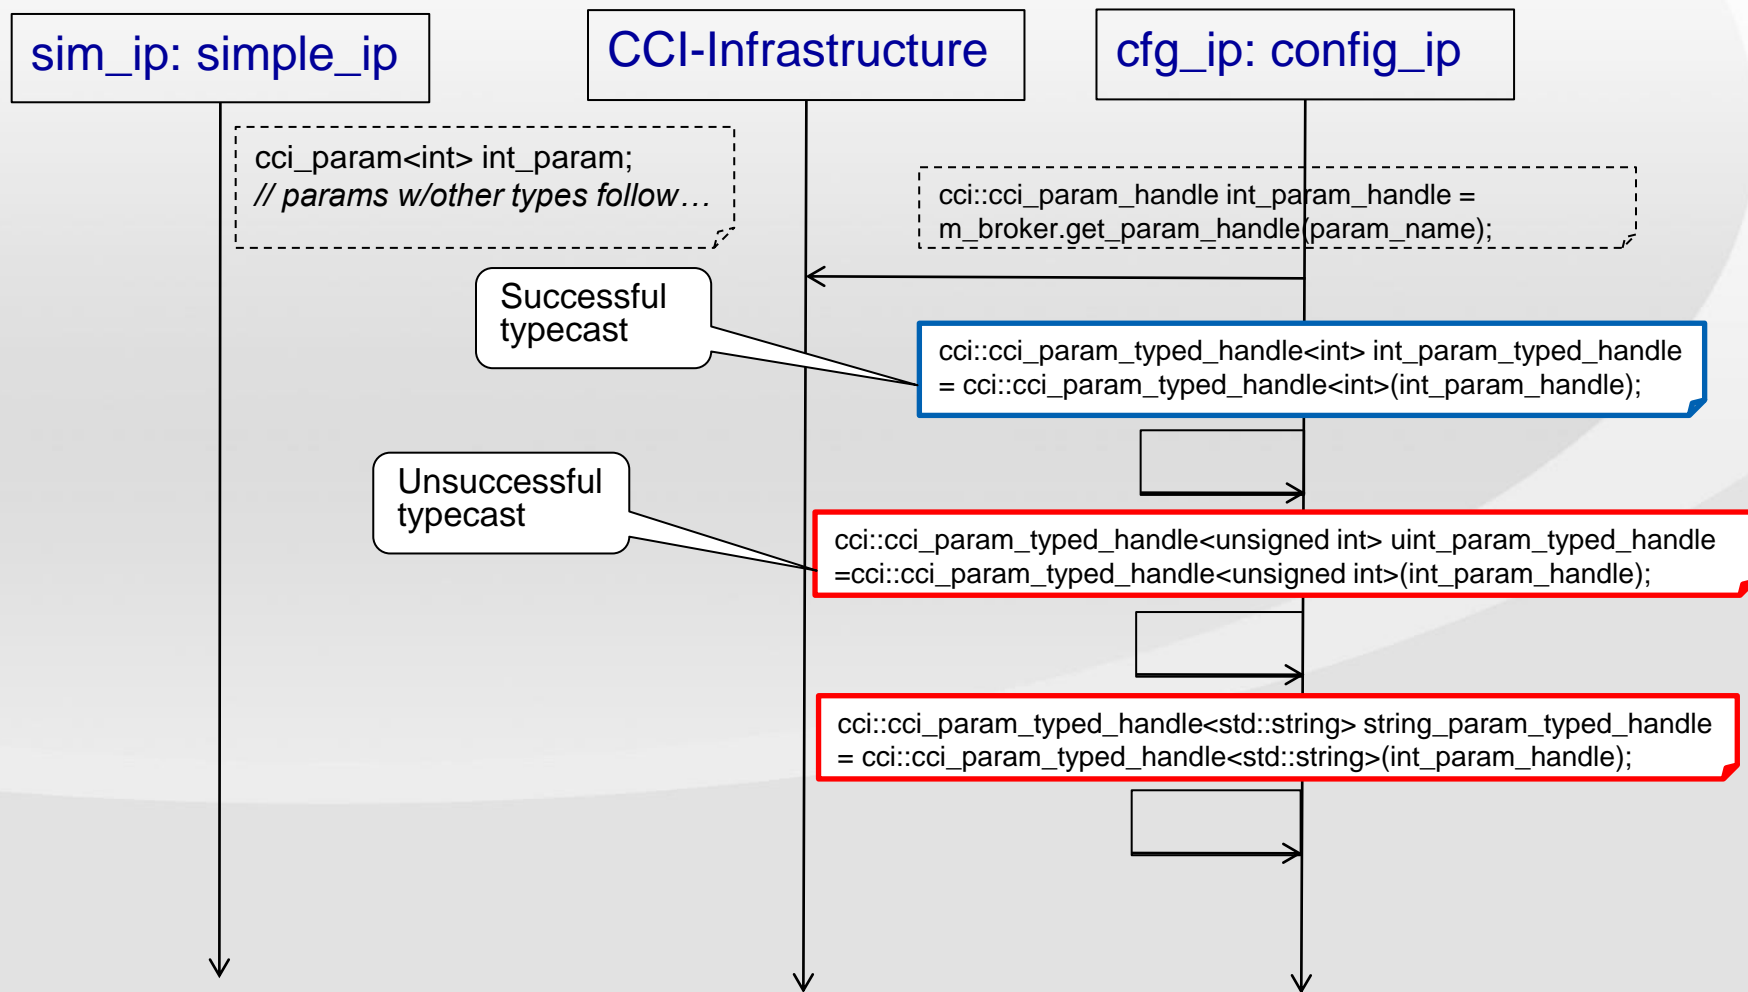 sim_ip: simple_ip
CCI-Infrastructure
cfg_ip: config_ip
cci_param<int> int_param;
// params w/other types follow…
cci::cci_param_handle int_param_handle =
m_broker.get_param_handle(param_name);
Successful
typecast
cci::cci_param_typed_handle<int> int_param_typed_handle
= cci::cci_param_typed_handle<int>(int_param_handle);
Unsuccessful
typecast
cci::cci_param_typed_handle<unsigned int> uint_param_typed_handle
=cci::cci_param_typed_handle<unsigned int>(int_param_handle);
cci::cci_param_typed_handle<std::string> string_param_typed_handle
= cci::cci_param_typed_handle<std::string>(int_param_handle);